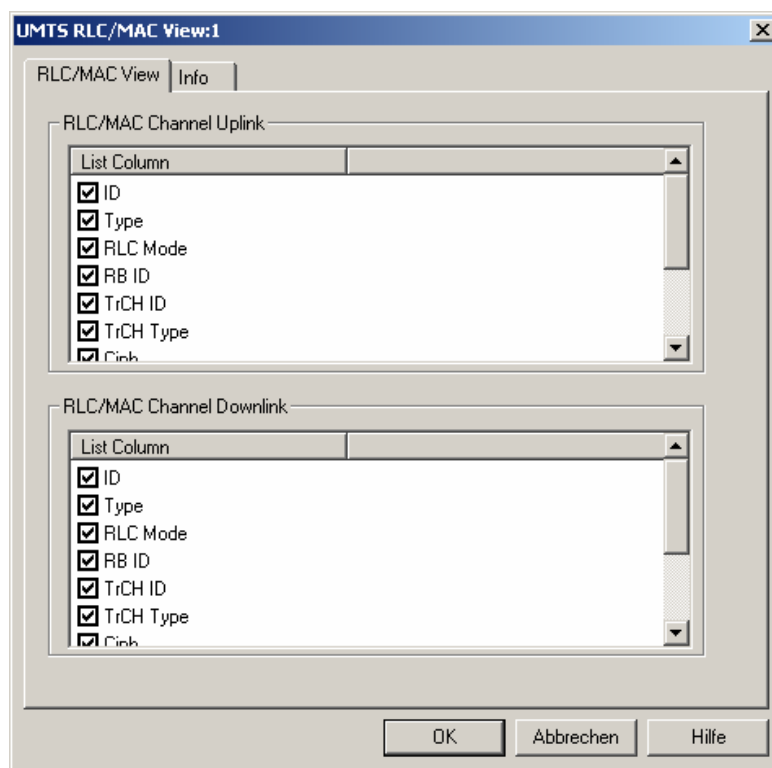 UMTS RLC/MAC View:1
RLC/MAC View Info
RLC/MAC Channel Uplink
List Column
ID
Type
RLC Mode
RB ID
TrCH ID
TrCH Type
Ciph
RLC/MAC Channel Downlink
List Column
ID
Type
RLC Mode
RB ID
TrCH ID
TrCH Type
Ciph
OK Abbrechen Hilfe